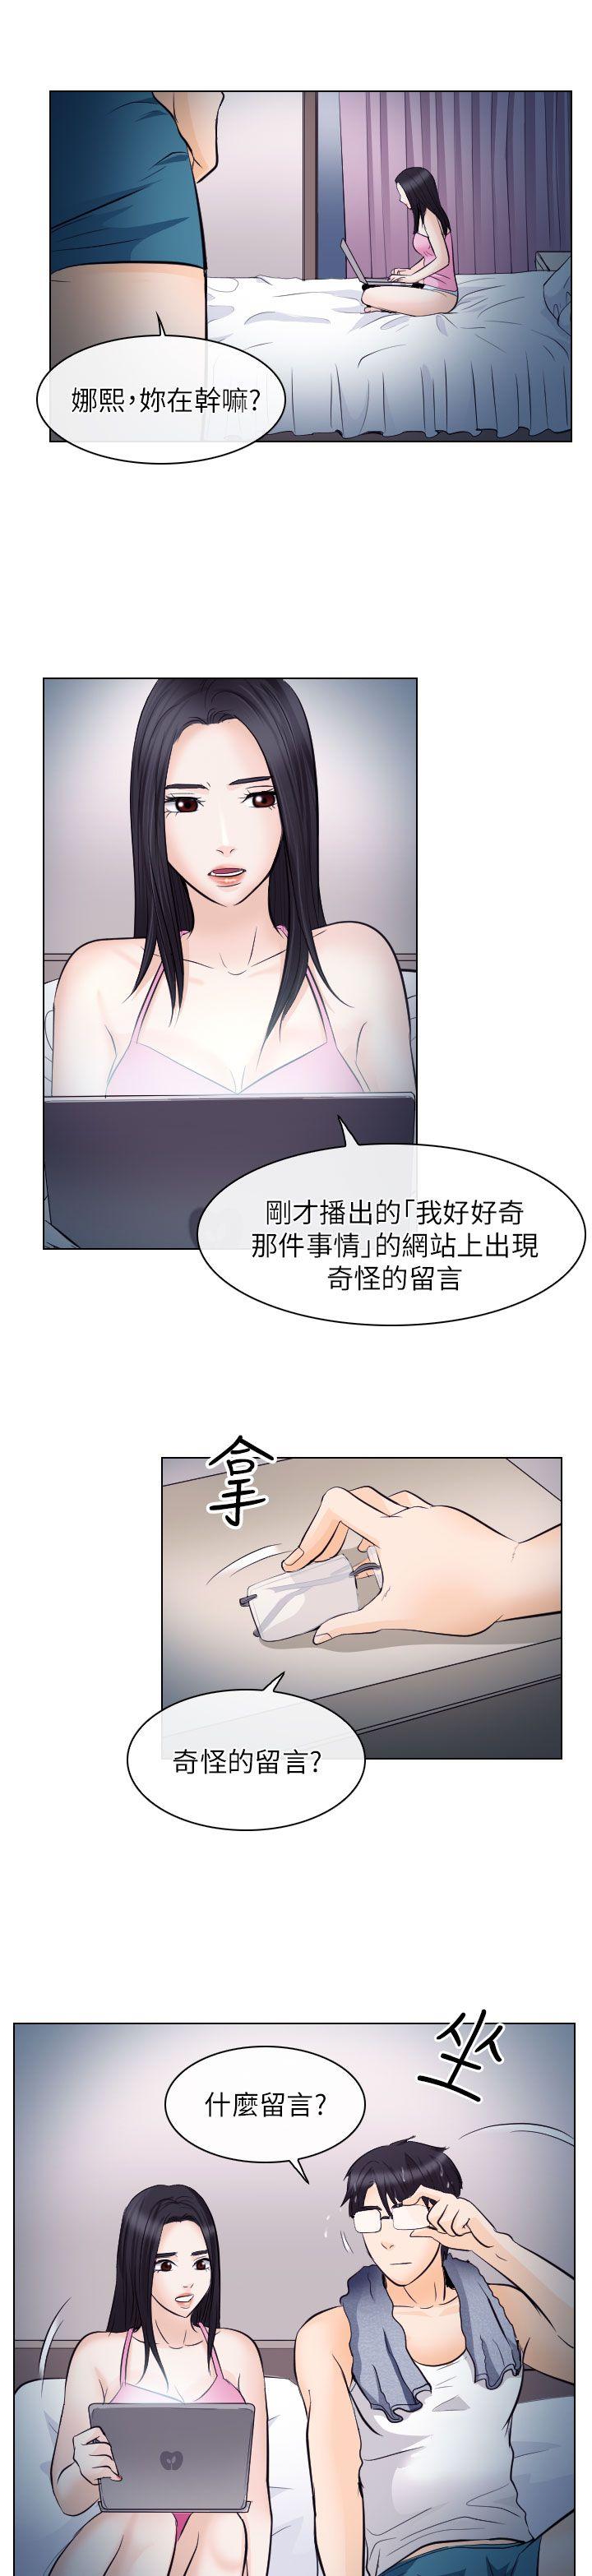 娜熙，妳在幹嘛?
剛才播出的「我好好奇
那件事情」的網站上出現
奇怪的留言
拿
奇怪的留言?
坐
什麼留言?